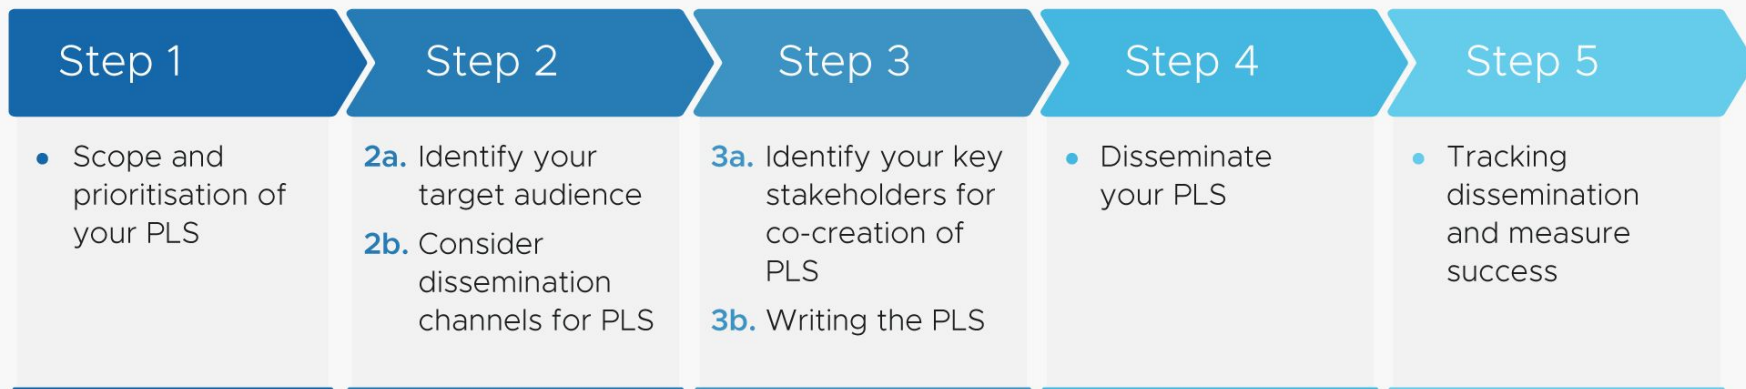 Step 1
Step 2
Step 3
Step 4
Step 5
• Scope and
prioritisation of
your PLS
2a. Identify your
target audience
2b. Consider
dissemination
channels for PLS
3a. Identify your key
stakeholders for
co-creation of
PLS
3b. Writing the PLS
• Disseminate
your PLS
• Tracking
dissemination
and measure
success